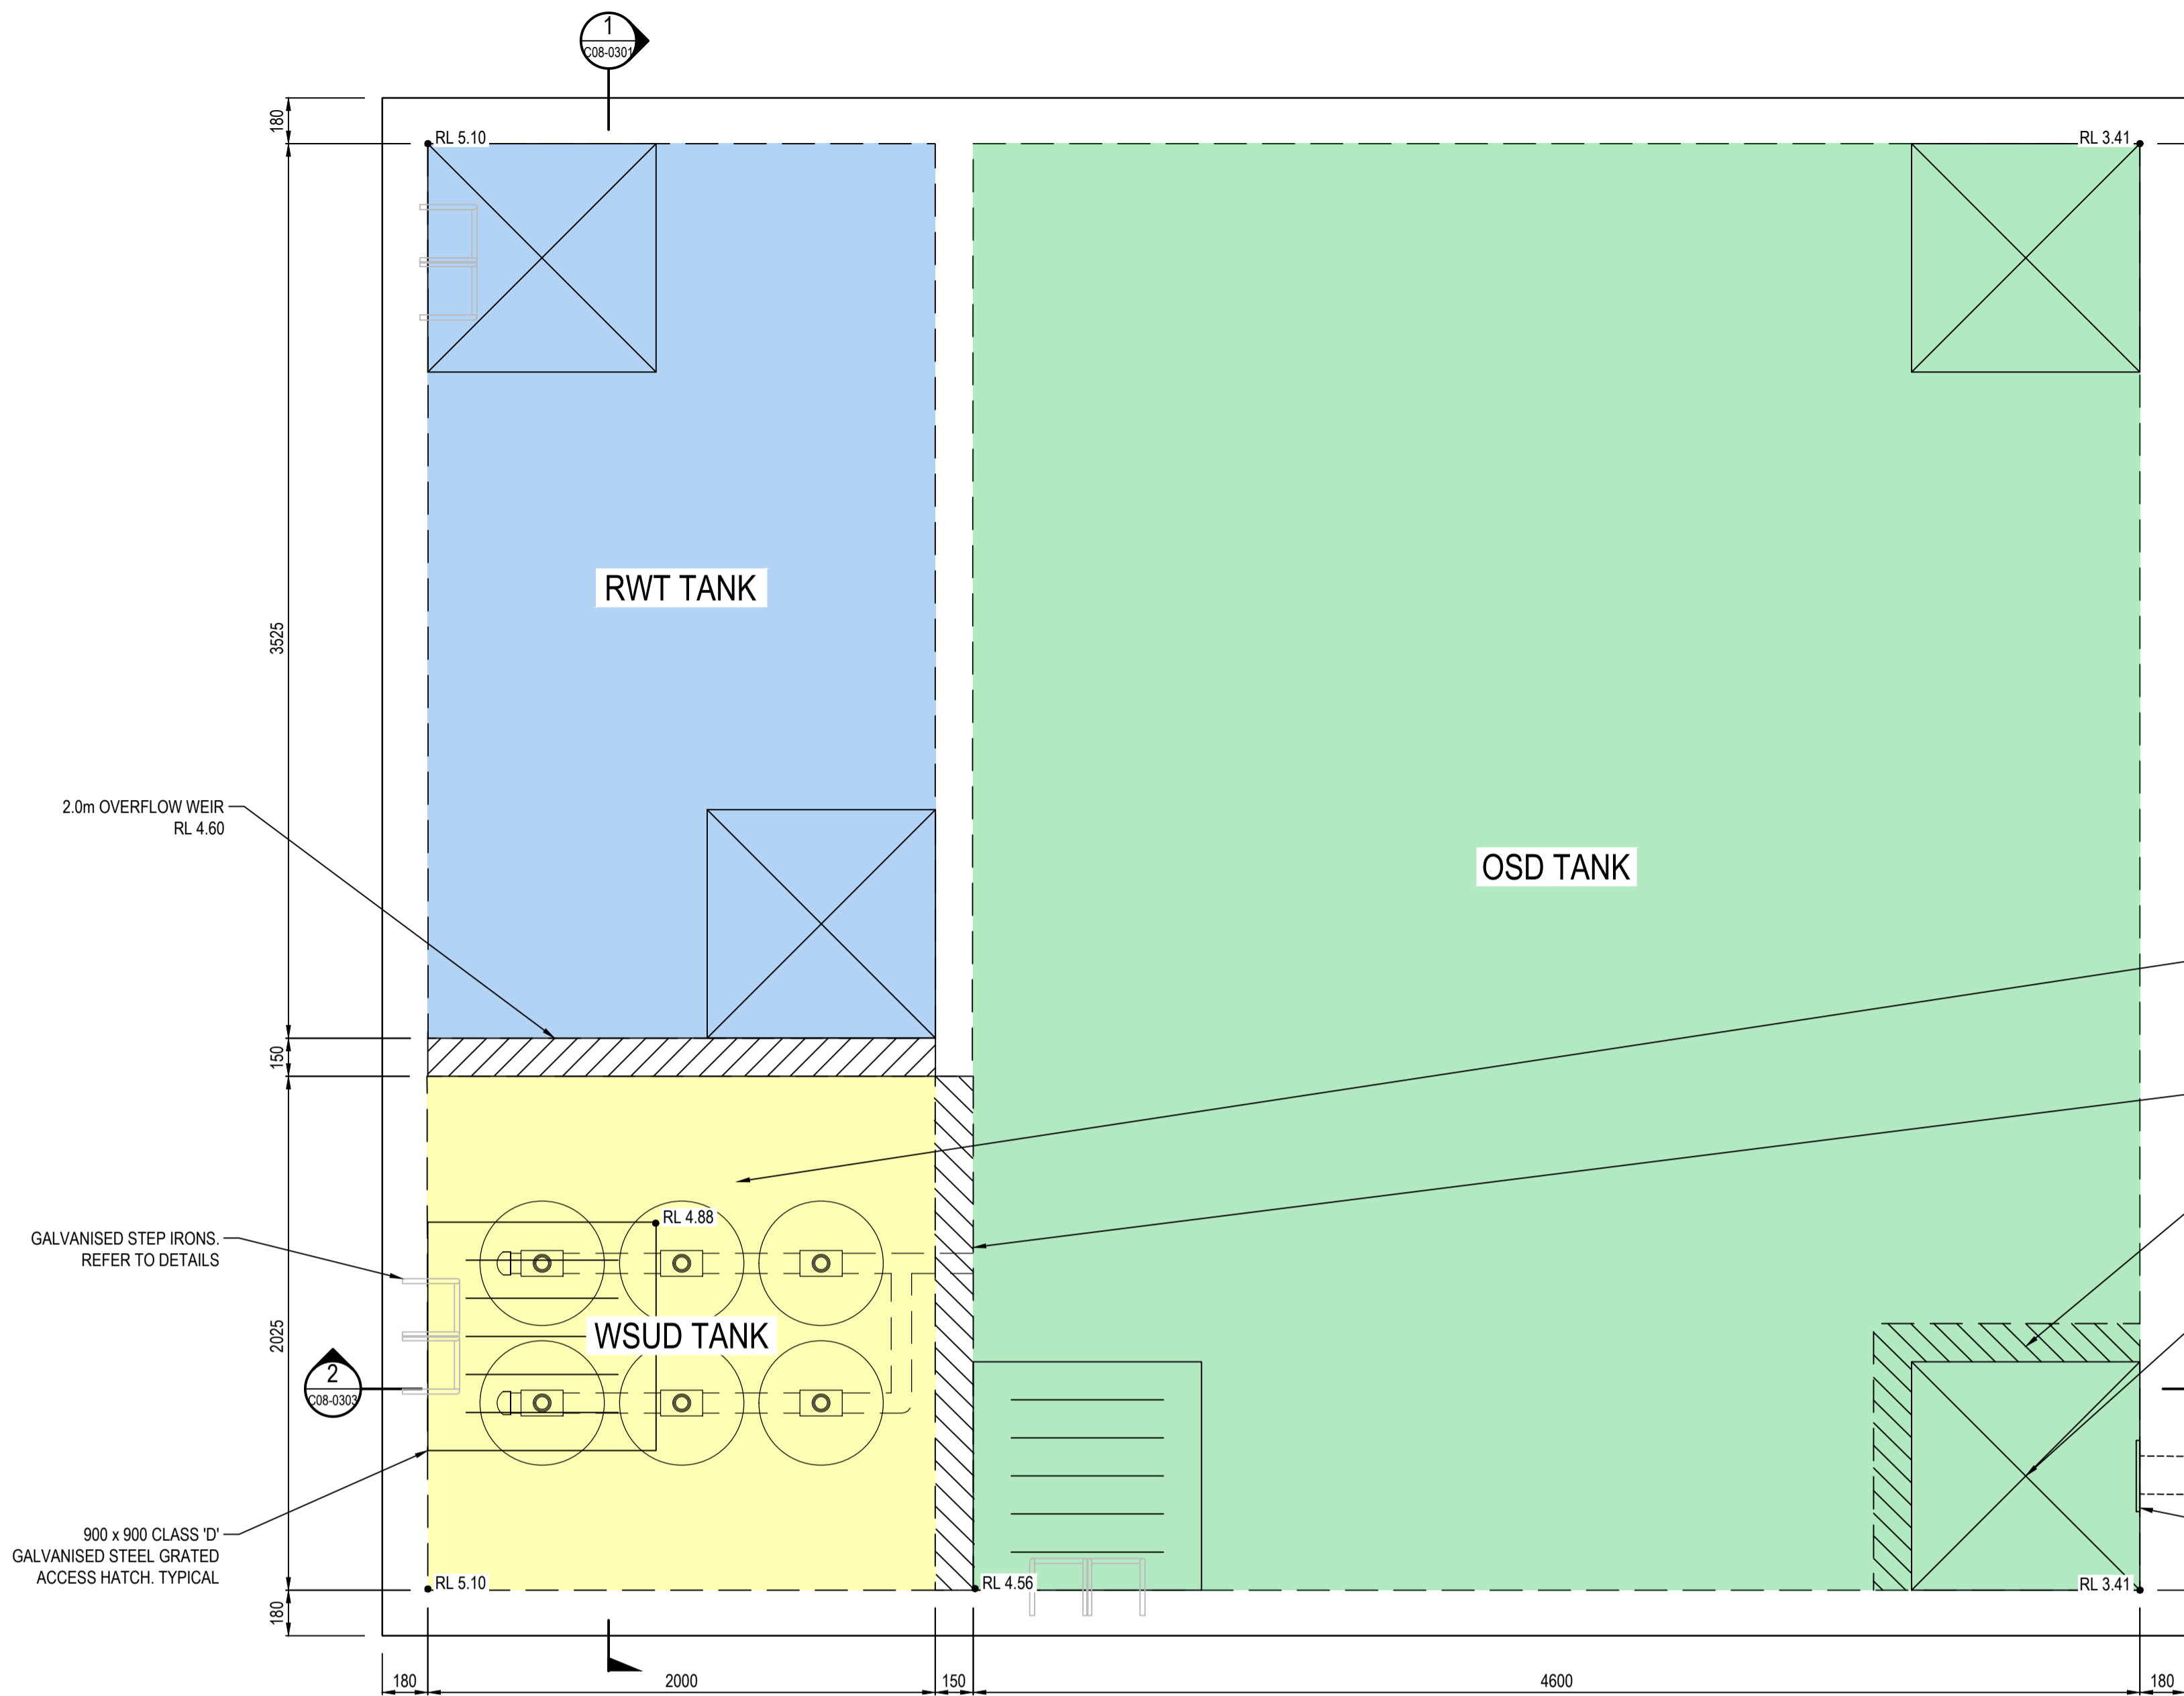 1
C08-0301
180
RL 5.10
RL 3.41
RWT TANK
3525
2.0m OVERFLOW WEIR
RL 4.60
OSD TANK
150
RL 4.88
GALVANISED STEP IRONS.
REFER TO DETAILS
WSUD TANK
2025
2
C08-0303
900 x 900 CLASS 'D'
GALVANISED STEEL GRATED
ACCESS HATCH. TYPICAL
RL 5.10
RL 4.56
RL 3.41
180
180
2000
150
4600
180